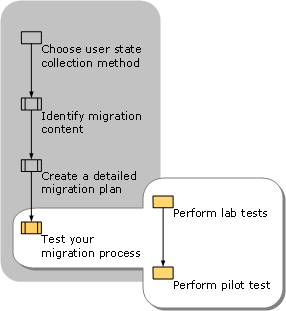 Choose user state
collection method
Identify migration
content
Create a detailed
migration plan
Test your
migration process
Perform lab tests
Perform pilot test